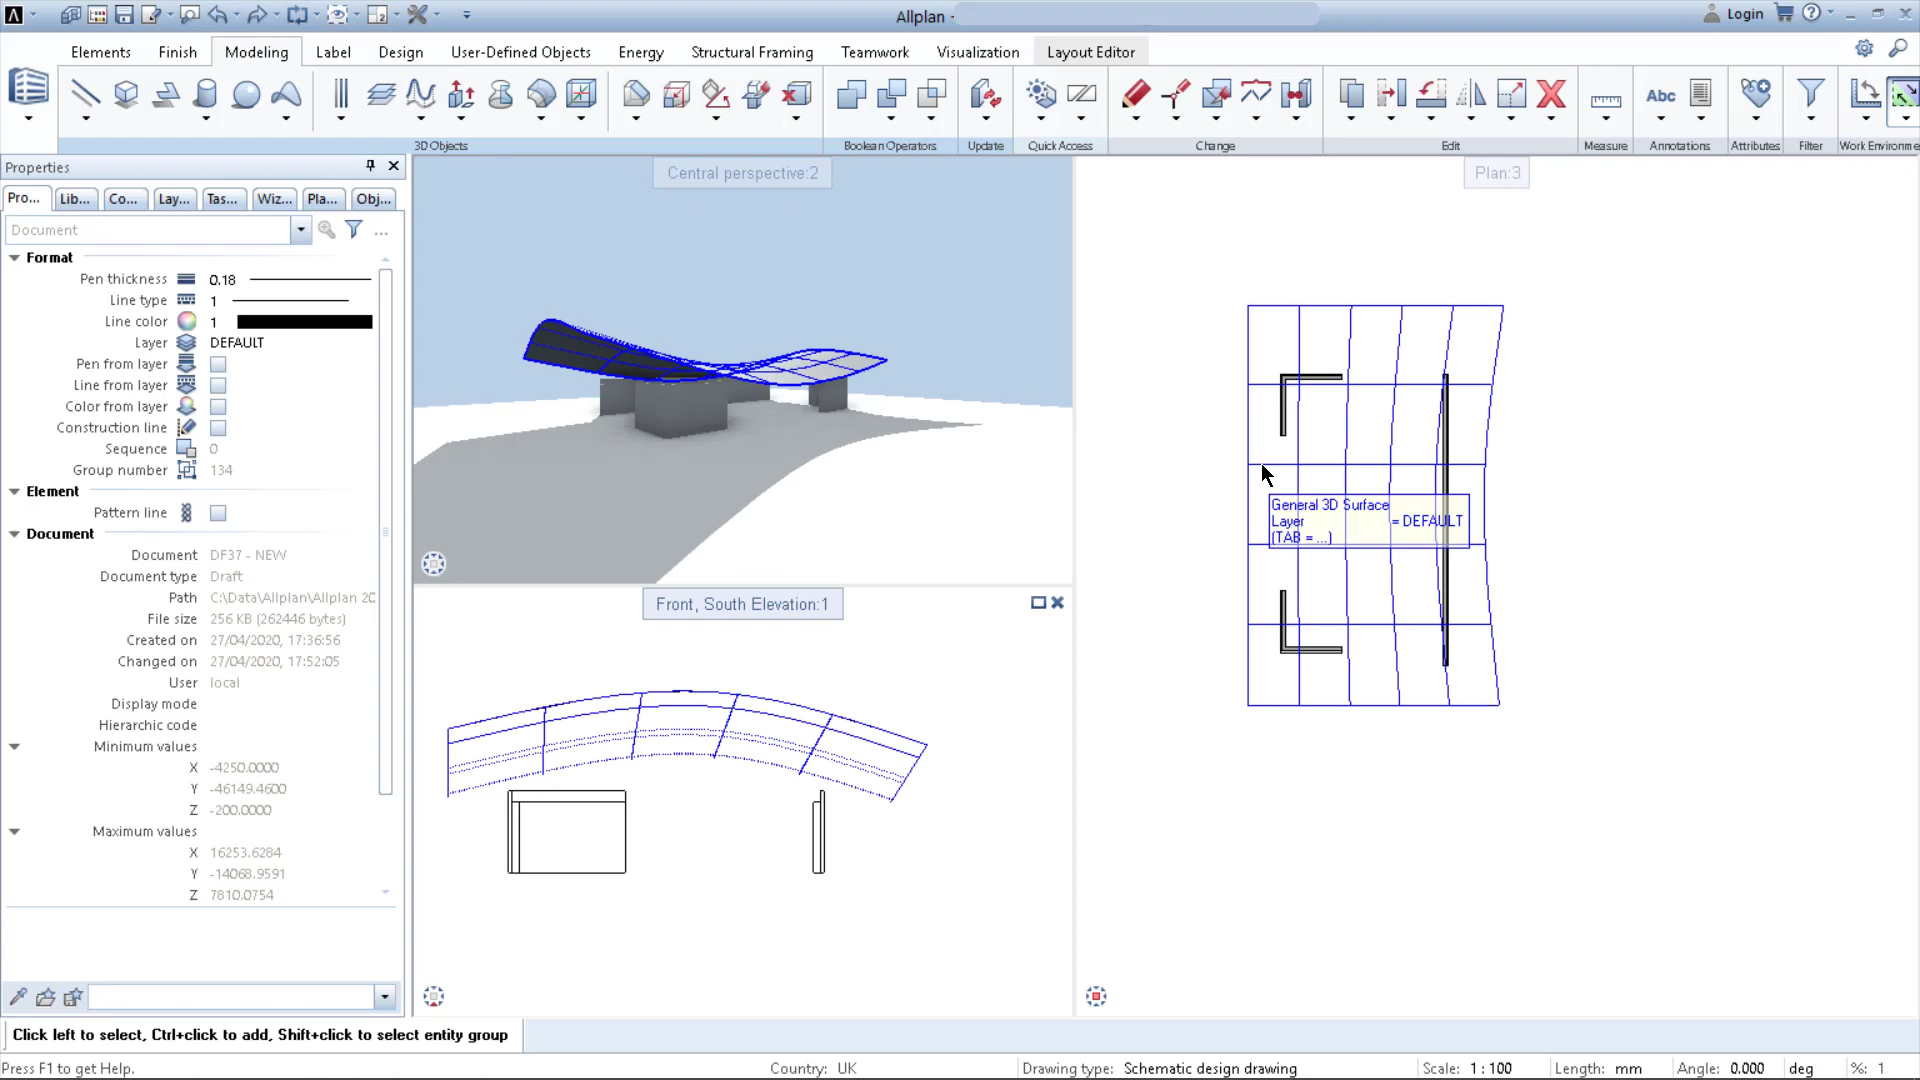 Allplan -
Login
Elements
Finish
Modeling
Label
Design
User-Defined Objects
Energy
Structural Framing
Teamwork
Visualization
Layout Editor
Abc
3D Objects
Boolean Operators
Update
Quick Access
Change
Edit
Measure
Annotations
Attributes
Filter
Work Environme
Properties
Pro...
Lib...
Co...
Lay...
Tas...
Wiz...
Pla...
Obj...
Document
Format
Pen thickness 0.18
Line type 1
Line color 1
Layer DEFAULT
Pen from layer
Line from layer
Color from layer
Construction line
Sequence 0
Group number 134
Element
Pattern line
Document
Document DF37 - NEW
Document type Draft
Path C:\Data\Allplan\Allplan 20
File size 256 KB (262446 bytes)
Created on 27/04/2020, 17:36:56
Changed on 27/04/2020, 17:52:05
User local
Display mode
Hierarchic code
Minimum values
X -4250.0000
Y -46149.4600
Z -200.0000
Maximum values
X 16253.6284
Y -14068.9591
Z 7810.0754
Central perspective:2
Front, South Elevation:1
Plan:3
General 3D Surface
Layer = DEFAULT
(TAB = ...)
Click left to select, Ctrl+click to add, Shift+click to select entity group
Press F1 to get Help.
Country: UK
Drawing type: Schematic design drawing
Scale: 1 : 100
Length: mm
Angle: 0.000 deg
%: 1